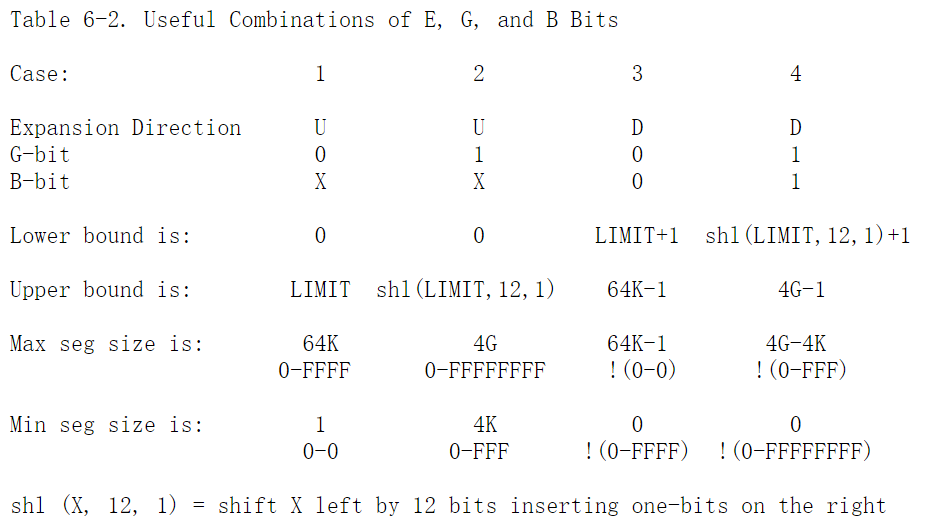 Table 6-2. Useful Combinations of E, G, and B Bits
Case: 1 2 3 4
Expansion Direction U U D D
G-bit 0 1 0 1
B-bit X X 0 1
Lower bound is: 0 0 LIMIT+1 shl(LIMIT,12,1)+1
Upper bound is: LIMIT shl(LIMIT,12,1) 64K-1 4G-1
Max seg size is: 64K 4G 64K-1 4G-4K
0-FFFF 0-FFFFFFFF !(0-0) !(0-FFF)
Min seg size is: 1 4K 0 0
0-0 0-FFF !(0-FFFF) !(0-FFFFFFFF)
shl (X, 12, 1) = shift X left by 12 bits inserting one-bits on the right